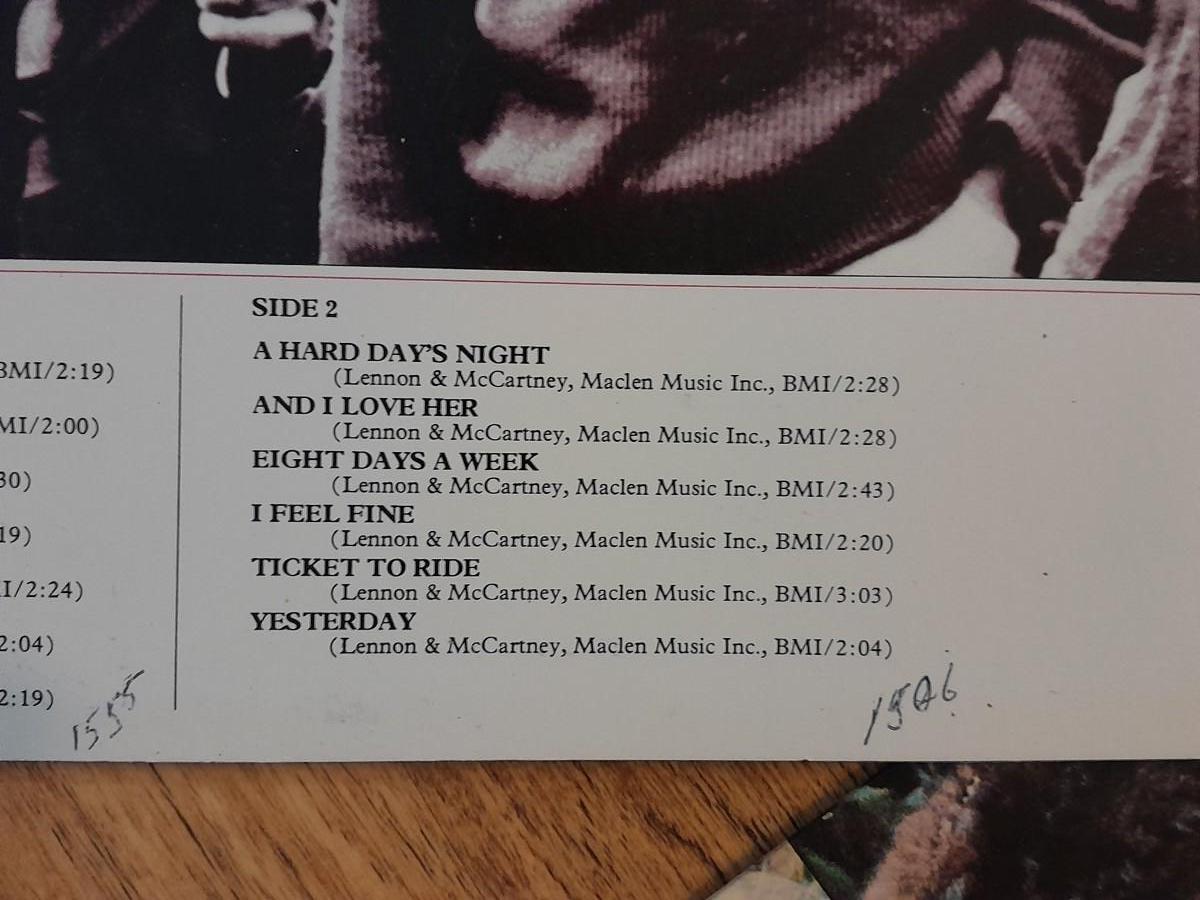 BMI/2:19)
MI/2:00)
30)
19)
I/2:24)
2:04)
2:19)
1555
SIDE 2
A HARD DAY'S NIGHT
(Lennon & McCartney, Maclen Music Inc., BMI/2:28)
AND I LOVE HER
(Lennon & McCartney, Maclen Music Inc., BMI/2:28)
EIGHT DAYS A WEEK
(Lennon & McCartney, Maclen Music Inc., BMI/2:43)
I FEEL FINE
(Lennon & McCartney, Maclen Music Inc., BMI/2:20)
TICKET TO RIDE
(Lennon & McCartney, Maclen Music Inc., BMI/3:03)
YESTERDAY
(Lennon & McCartney, Maclen Music Inc., BMI/2:04)
1506